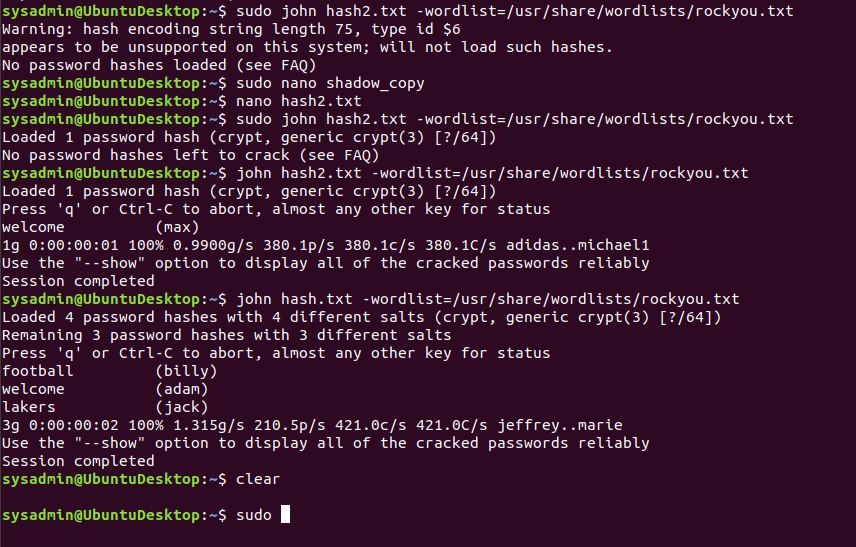 sysadmin@UbuntuDesktop:~$ sudo john hash2.txt -wordlist=/usr/share/wordlists/rockyou.txt
Warning: hash encoding string length 75, type id $6
appears to be unsupported on this system; will not load such hashes.
No password hashes loaded (see FAQ)
sysadmin@UbuntuDesktop:~$ sudo nano shadow_copy
sysadmin@UbuntuDesktop:~$ nano hash2.txt
sysadmin@UbuntuDesktop:~$ sudo john hash2.txt -wordlist=/usr/share/wordlists/rockyou.txt
Loaded 1 password hash (crypt, generic crypt(3) [?/64])
No password hashes left to crack (see FAQ)
sysadmin@UbuntuDesktop:~$ john hash2.txt -wordlist=/usr/share/wordlists/rockyou.txt
Loaded 1 password hash (crypt, generic crypt(3) [?/64])
Press 'q' or Ctrl-C to abort, almost any other key for status
welcome          (max)
1g 0:00:00:01 100% 0.9900g/s 380.1p/s 380.1c/s 380.1C/s adidas..michael1
Use the "--show" option to display all of the cracked passwords reliably
Session completed
sysadmin@UbuntuDesktop:~$ john hash.txt -wordlist=/usr/share/wordlists/rockyou.txt
Loaded 4 password hashes with 4 different salts (crypt, generic crypt(3) [?/64])
Remaining 3 password hashes with 3 different salts
Press 'q' or Ctrl-C to abort, almost any other key for status
football         (billy)
welcome          (adam)
lakers           (jack)
3g 0:00:00:02 100% 1.315g/s 210.5p/s 421.0c/s 421.0C/s jeffrey..marie
Use the "--show" option to display all of the cracked passwords reliably
Session completed
sysadmin@UbuntuDesktop:~$ clear
sysadmin@UbuntuDesktop:~$ sudo